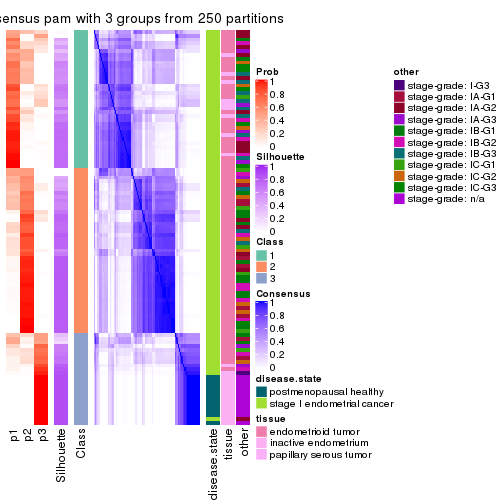 sensus pam with 3 groups from 250 partitions
Prob
1
0.8
0.6
0.4
0.2
0
Silhouette
1
0.8
0.6
0.4
0.2
0
Class
1
2
3
Consensus
1
0.8
0.6
0.4
0.2
0
disease.state
postmenopausal healthy
stage I endometrial cancer
tissue
endometrioid tumor
inactive endometrium
papillary serous tumor
other
stage-grade: I-G3
stage-grade: IA-G1
stage-grade: IA-G2
stage-grade: IA-G3
stage-grade: IB-G1
stage-grade: IB-G2
stage-grade: IB-G3
stage-grade: IC-G1
stage-grade: IC-G2
stage-grade: IC-G3
stage-grade: n/a
p1
p2
p3
Silhouette
Class
disease.state
tissue
other